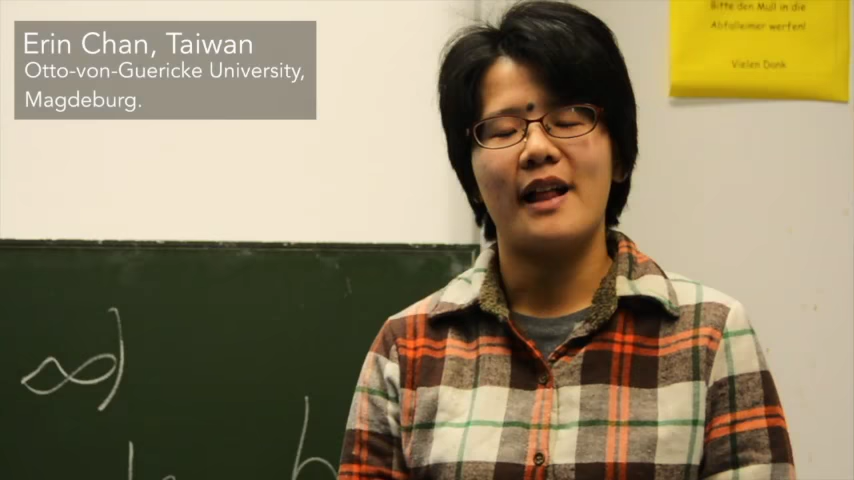 Erin Chan, Taiwan
Otto-von-Guericke University,
Magdeburg.
Bitte den Müll in die
Abfalleimer werfen!
Vielen Dank